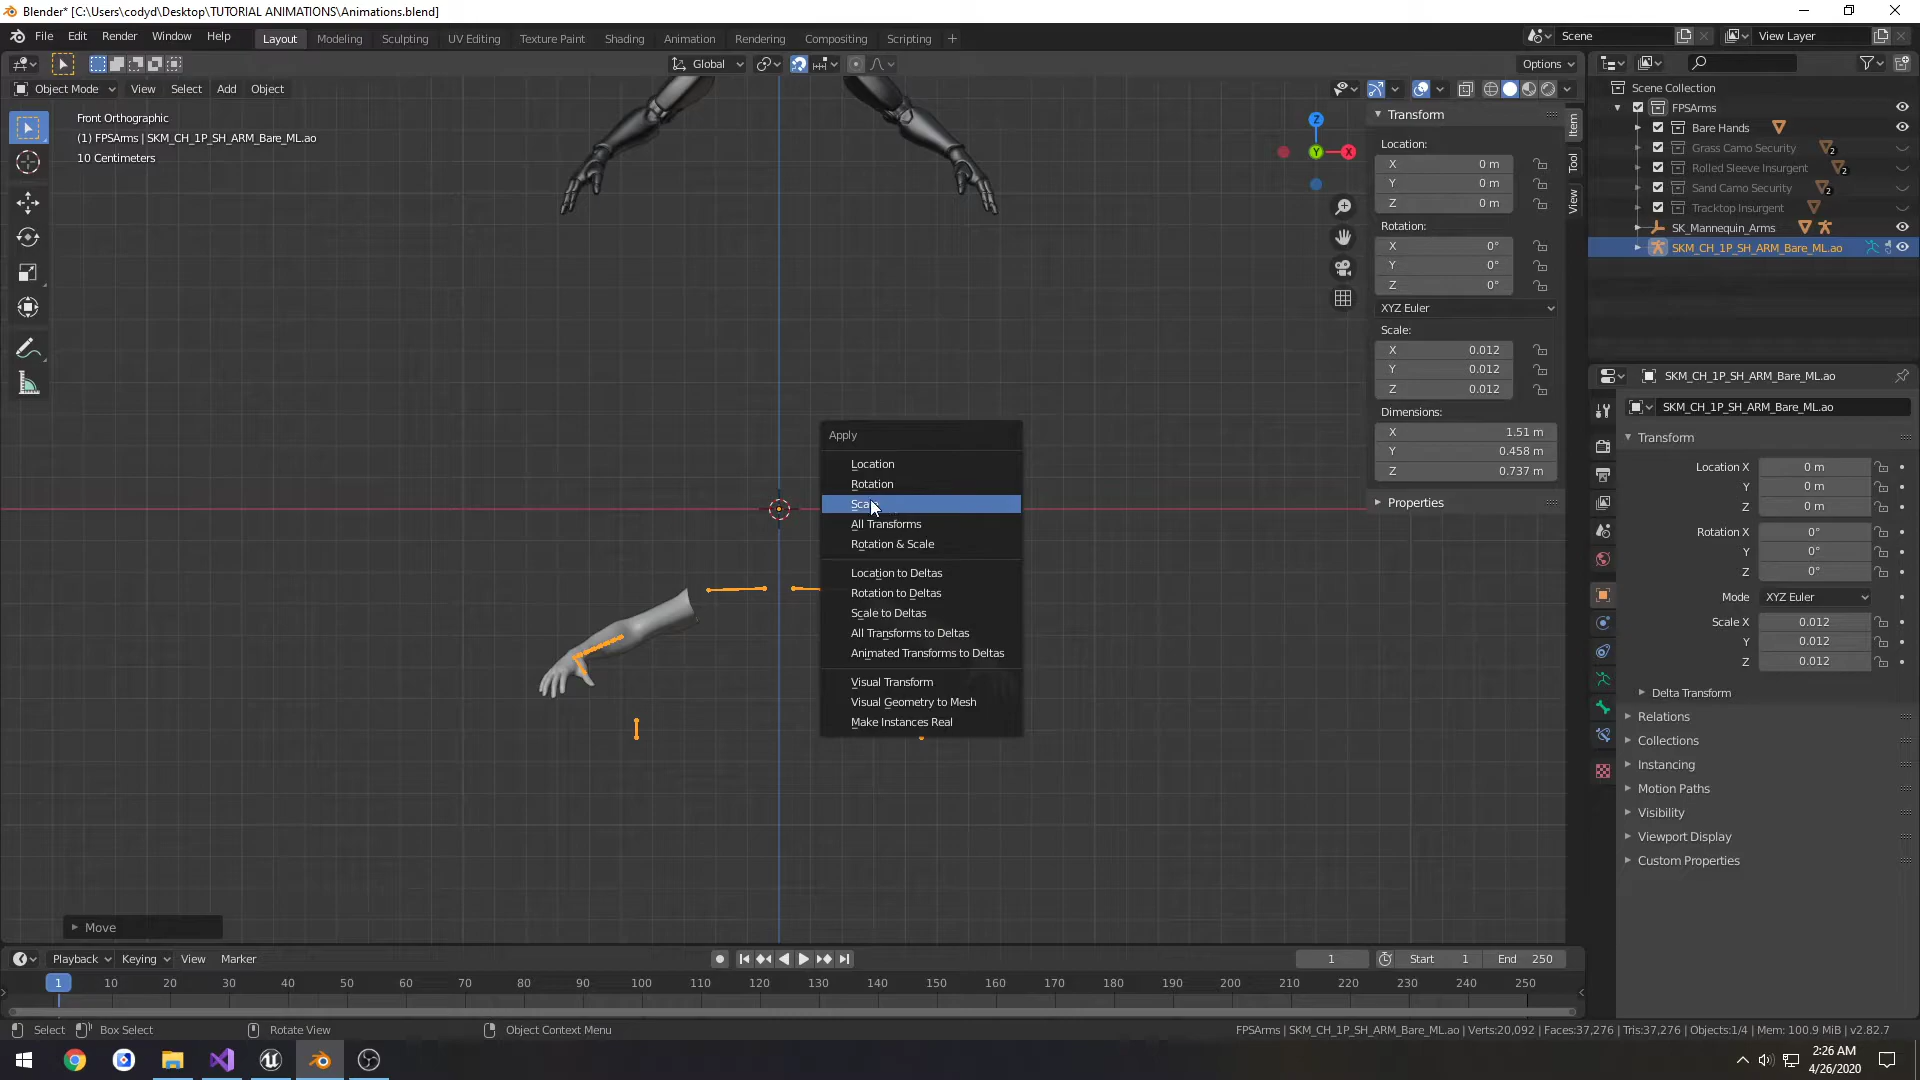 Blender* [C:\Users\codyd\Desktop\TUTORIAL ANIMATIONS\Animations.blend]
File Edit Render Window Help
Layout Modeling Sculpting UV Editing Texture Paint Shading Animation Rendering Compositing Scripting +
Scene
View Layer
Global
Options
Object Mode View Select Add Object
Front Orthographic
(1) FPSArms | SKM_CH_1P_SH_ARM_Bare_ML.ao
10 Centimeters
Z
Y
X
Transform
Location:
X 0 m
Y 0 m
Z 0 m
Rotation:
X 0°
Y 0°
Z 0°
XYZ Euler
Scale:
X 0.012
Y 0.012
Z 0.012
Dimensions:
X 1.51 m
Y 0.458 m
Z 0.737 m
Properties
Item
Tool
View
Scene Collection
FPSArms
Bare Hands
Grass Camo Security 2
Rolled Sleeve Insurgent 2
Sand Camo Security 2
Tracktop Insurgent
SK_Mannequin_Arms
SKM_CH_1P_SH_ARM_Bare_ML.ao
SKM_CH_1P_SH_ARM_Bare_ML.ao
SKM_CH_1P_SH_ARM_Bare_ML.ao
Transform
Location X 0 m
Y 0 m
Z 0 m
Rotation X 0°
Y 0°
Z 0°
Mode XYZ Euler
Scale X 0.012
Y 0.012
Z 0.012
Delta Transform
Relations
Collections
Instancing
Motion Paths
Visibility
Viewport Display
Custom Properties
Apply
Location
Rotation
Scale
All Transforms
Rotation & Scale
Location to Deltas
Rotation to Deltas
Scale to Deltas
All Transforms to Deltas
Animated Transforms to Deltas
Visual Transform
Visual Geometry to Mesh
Make Instances Real
Move
Playback Keying View Marker
1
Start 1
End 250
1 10 20 30 40 50 60 70 80 90 100 110 120 130 140 150 160 170 180 190 200 210 220 230 240 250
Select Box Select Rotate View Object Context Menu
FPSArms | SKM_CH_1P_SH_ARM_Bare_ML.ao | Verts:20,092 | Faces:37,276 | Tris:37,276 | Objects:1/4 | Mem: 100.9 MiB | v2.82.7
2:26 AM
4/26/2020